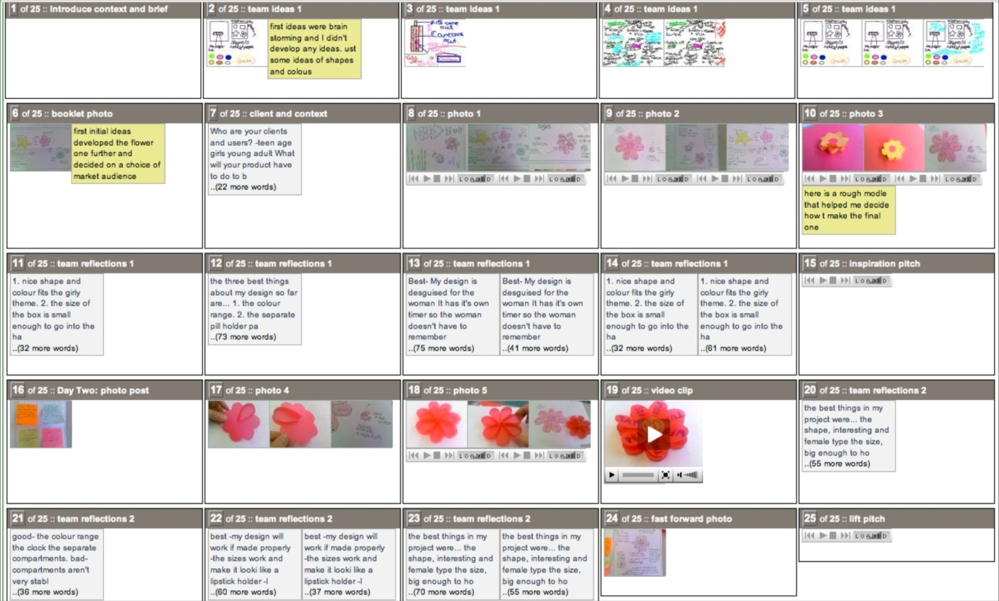 1 of 25 :: Introduce context and brief
2 of 25 :: team ideas 1
first ideas were brain
storming and I didn't
develop any ideas. ust
some ideas of shapes
and colous
3 of 25 :: team ideas 1
4 of 25 :: team ideas 1
5 of 25 :: team ideas 1
6 of 25 :: booklet photo
first initial ideas
developed the flower
one further and
decided on a choice of
market audience
7 of 25 :: client and context
Who are your clients
and users? -teen age
girls young adult What
will your product have
to do to b
..(22 more words)
8 of 25 :: photo 1
9 of 25 :: photo 2
10 of 25 :: photo 3
here is a rough modle
that helped me decide
how t make the final
one
11 of 25 :: team reflections 1
1. nice shape and
colour fits the girly
theme. 2. the size of
the box is small
enough to go into the
ha
..(32 more words)
12 of 25 :: team reflections 1
the three best things
about my design so far
are... 1. the colour
range. 2. the separate
pill holder pa
..(73 more words)
13 of 25 :: team reflections 1
Best- My design is
desguised for the
woman It has it's own
timer so the woman
doesn't have to
remember
..(75 more words)
Best- My design is
desguised for the
woman It has it's own
timer so the woman
doesn't have to
remember
..(41 more words)
14 of 25 :: team reflections 1
1. nice shape and
colour fits the girly
theme. 2. the size of
the box is small
enough to go into the
ha
..(32 more words)
1. nice shape and
colour fits the girly
theme. 2. the size of
the box is small
enough to go into the
ha
..(61 more words)
15 of 25 :: Inspiration pitch
16 of 25 :: Day Two: photo post
17 of 25 :: photo 4
18 of 25 :: photo 5
19 of 25 :: video clip
20 of 25 :: team reflections 2
the best things in my
project were... the
shape, interesting and
female type the size,
big enough to ho
..(55 more words)
21 of 25 :: team reflections 2
good- the colour range
the clock the separate
compartments. bad-
compartments aren't
very stabl
..(36 more words)
22 of 25 :: team reflections 2
best -my design will
work if made properly
-the sizes work and
make it looki like a
lipstick holder -I
..(60 more words)
best -my design will
work if made properly
-the sizes work and
make it looki like a
lipstick holder -I
..(37 more words)
23 of 25 :: team reflections 2
the best things in my
project were... the
shape, interesting and
female type the size,
big enough to ho
..(70 more words)
the best things in my
project were... the
shape, interesting and
female type the size,
big enough to ho
..(55 more words)
24 of 25 :: fast forward photo
25 of 25 :: lift pitch